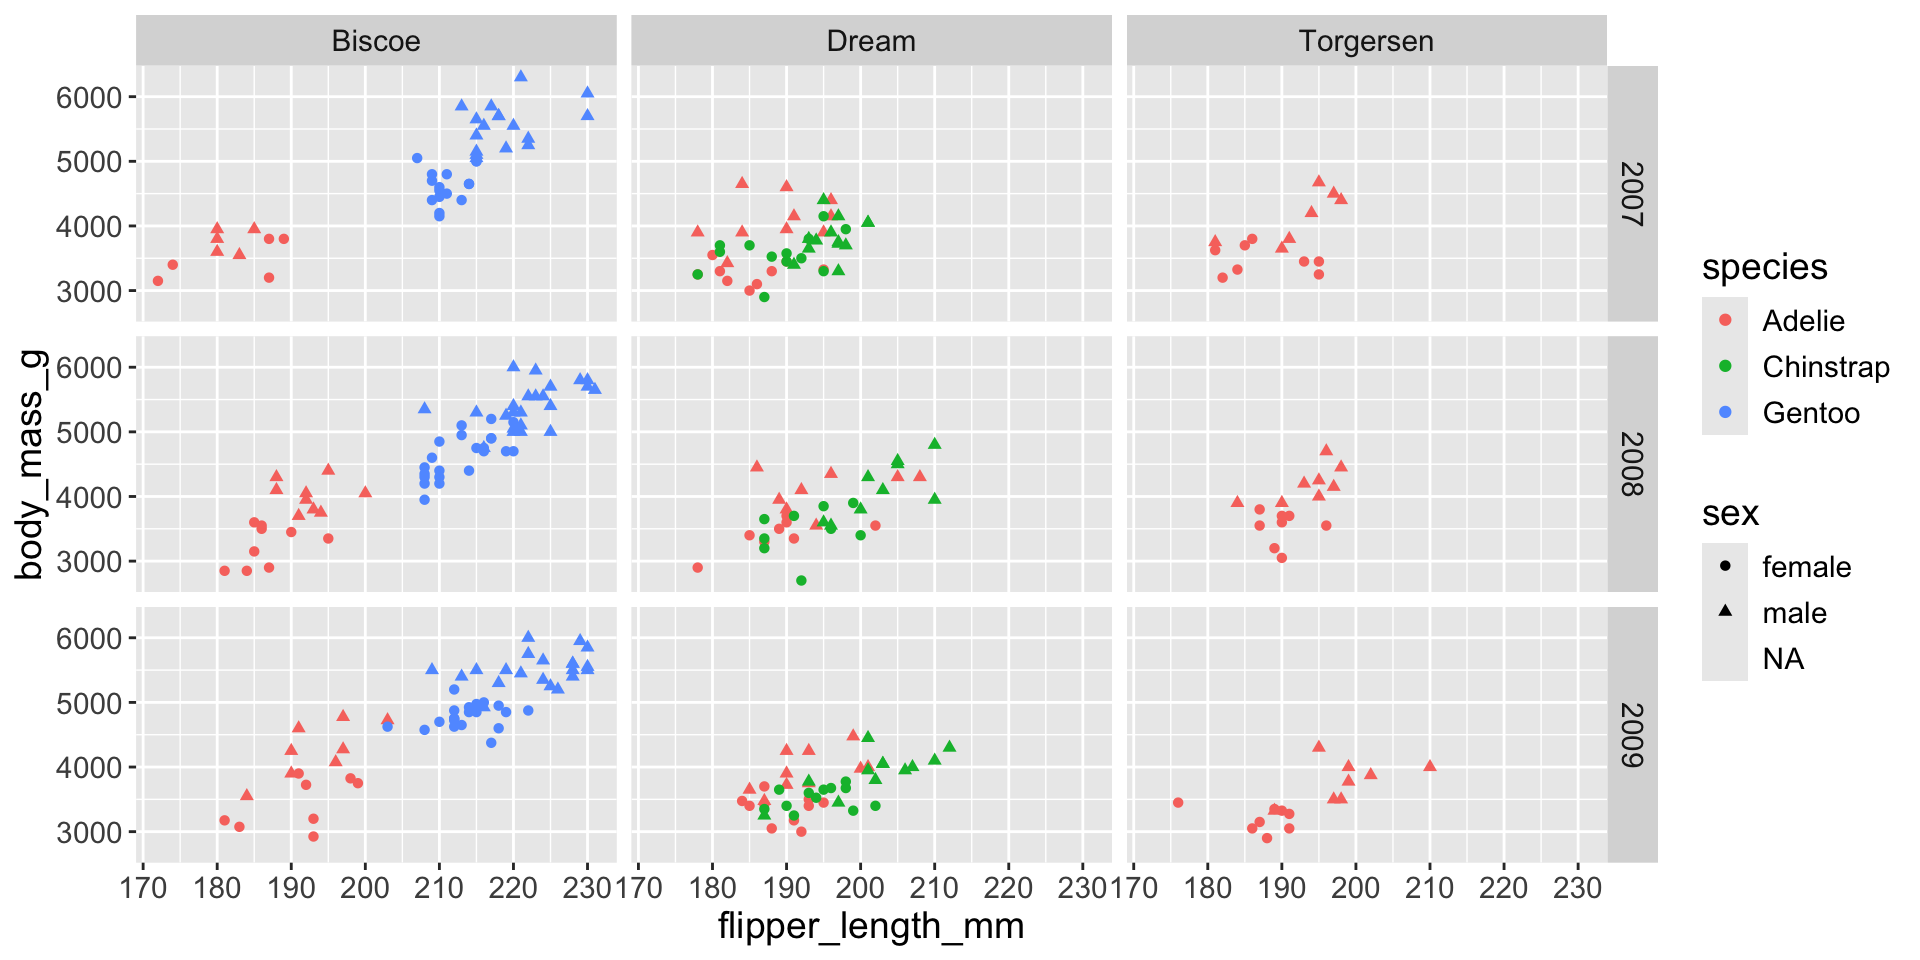 Biscoe Dream Torgersen
6000
5000
4000
3000
2007
6000
5000
4000
3000
2008
6000
5000
4000
3000
2009
170 180 190 200 210 220 230 170 180 190 200 210 220 230 170 180 190 200 210 220 230
flipper_length_mm
body_mass_g
species
Adelie
Chinstrap
Gentoo
sex
female
male
NA